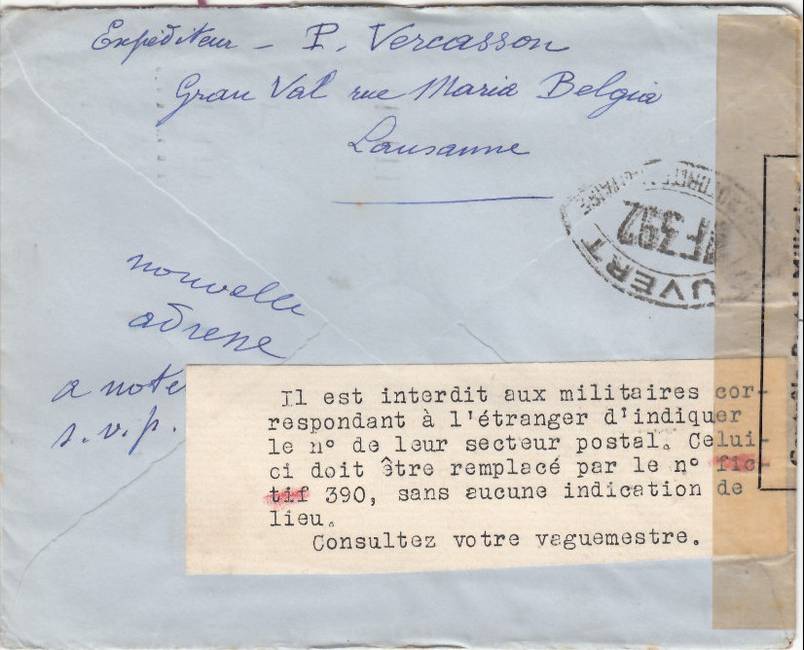 Expéditeur - P. Vercasson
Gran Val rue Maria Belgia
Lausanne
OUVERT
F 392
nouvelle
adresse
a noter
s.v.p.
Il est interdit aux militaires cor-
respondant à l'étranger d'indiquer
le n° de leur secteur postal. Celui-
ci doit être remplacé par le n° fic-
tif 390, sans aucune indication de
lieu.
Consultez votre vaguemestre.